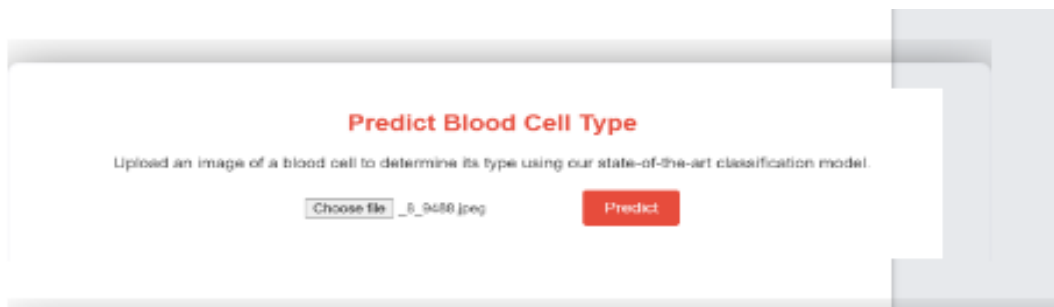 Predict Blood Cell Type
Upload an image of a blood cell to determine its type using our state-of-the-art classification model.
Choose file _8_9488.jpeg Predict